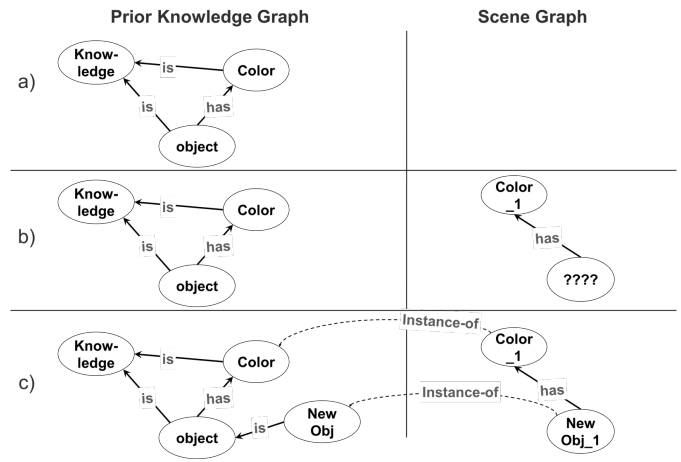 Prior Knowledge Graph
Scene Graph
a)
Know-
ledge
is
Color
is
has
object
b)
Know-
ledge
is
Color
is
has
object
Color
_1
has
????
c)
Know-
ledge
is
Color
is
has
object
is
New
Obj
Instance-of
Color
_1
Instance-of
has
New
Obj_1